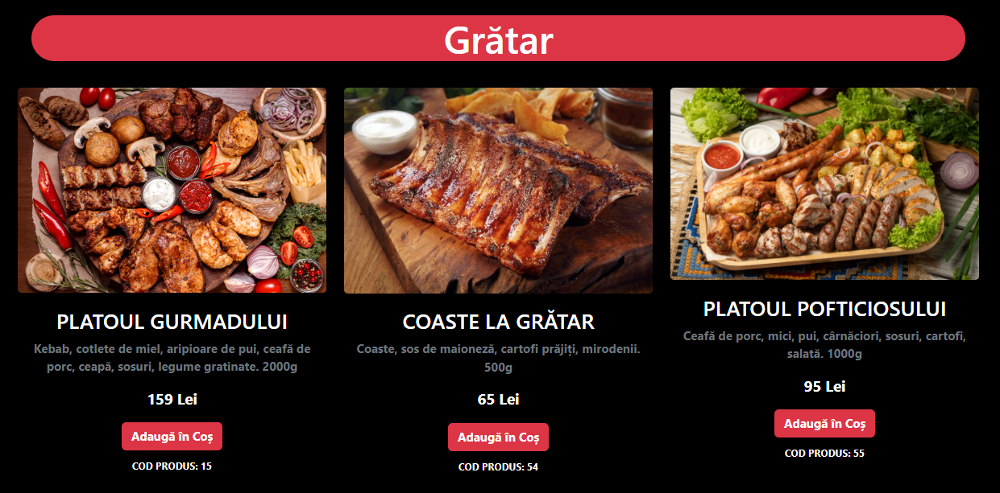 Grătar
PLATOUL GURMADULUI
Kebab, cotlete de miel, aripioare de pui, ceafă de
porc, ceapă, sosuri, legume gratinate. 2000g
159 Lei
Adaugă în Coș
COD PRODUS: 15
COASTE LA GRĂTAR
Coaste, sos de maioneză, cartofi prăjiți, mirodenii.
500g
65 Lei
Adaugă în Coș
COD PRODUS: 54
PLATOUL POFTICIOSULUI
Ceafă de porc, mici, pui, cârnăciori, sosuri, cartofi,
salată. 1000g
95 Lei
Adaugă în Coș
COD PRODUS: 55